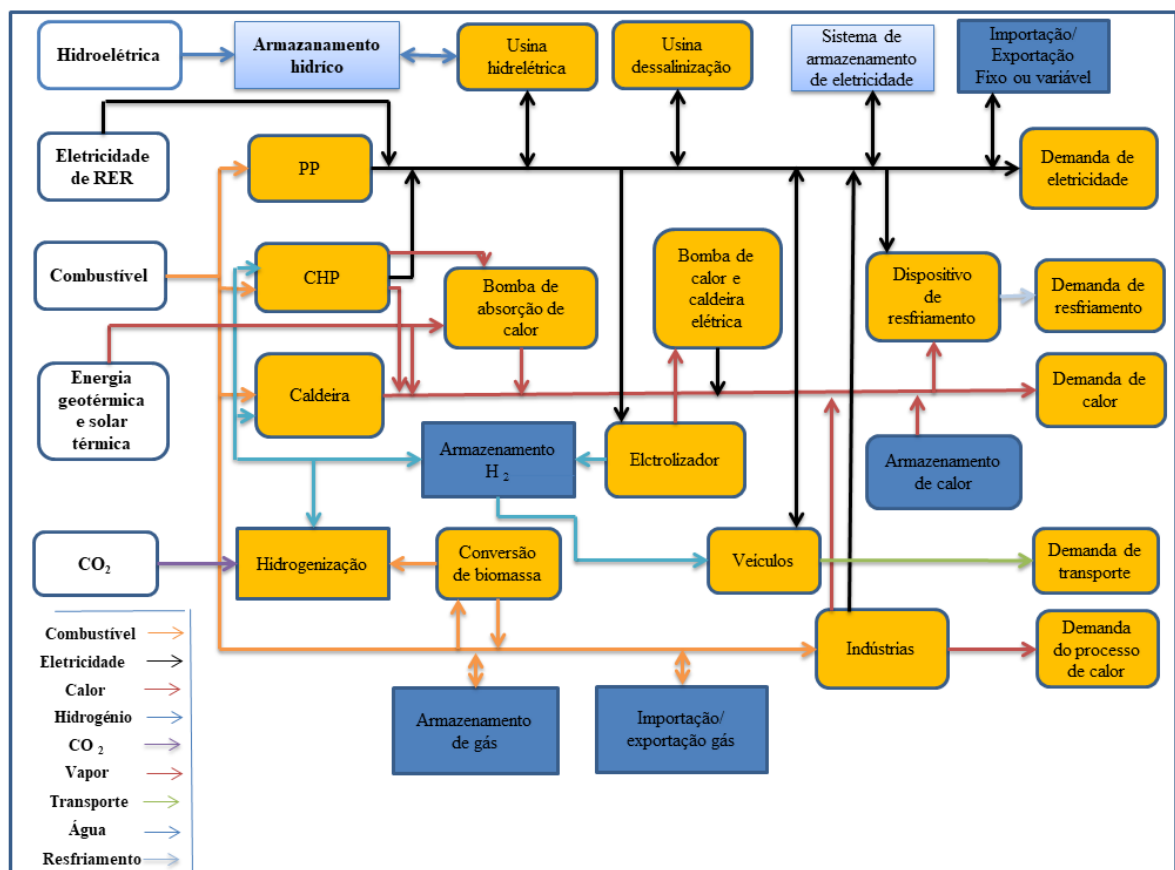 Hidroelétrica
Armazanamento
hidríco
Usina
hidrelétrica
Usina
dessalinização
Sistema de
armazenamento
de eletricidade
Importação/
Exportação
Fixo ou variável
Eletricidade
de RER
PP
Demanda de
eletricidade
Combustível
CHP
Bomba de
absorção de
calor
Bomba de
calor e
caldeira
elétrica
Dispositivo
de
resfriamento
Demanda de
resfriamento
Energia
geotérmica
e solar
térmica
Caldeira
Demanda de
calor
Armazenamento
H 2
Elctrolizador
Armazenamento
de calor
CO2
Hidrogenização
Conversão
de biomassa
Veículos
Demanda de
transporte
Indústrias
Demanda
do processo
de calor
Armazenamento
de gás
Importação/
exportação gás
Combustível
Eletricidade
Calor
Hidrogénio
CO 2
Vapor
Transporte
Água
Resfriamento